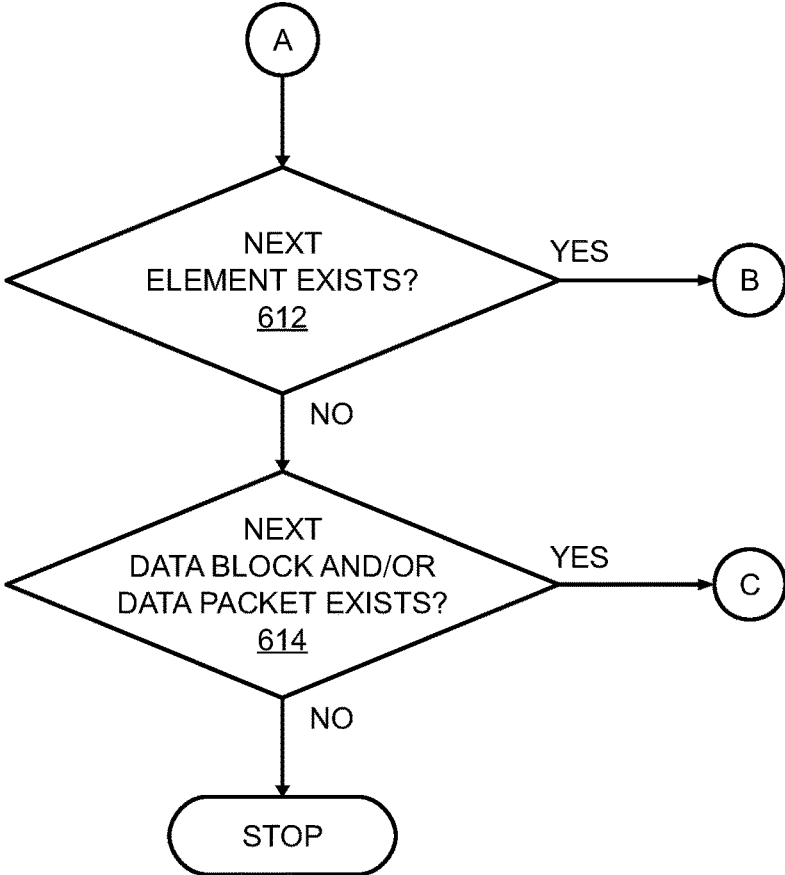 A
NEXT
ELEMENT EXISTS?
612
YES
B
NO
NEXT
DATA BLOCK AND/OR
DATA PACKET EXISTS?
614
YES
C
NO
STOP